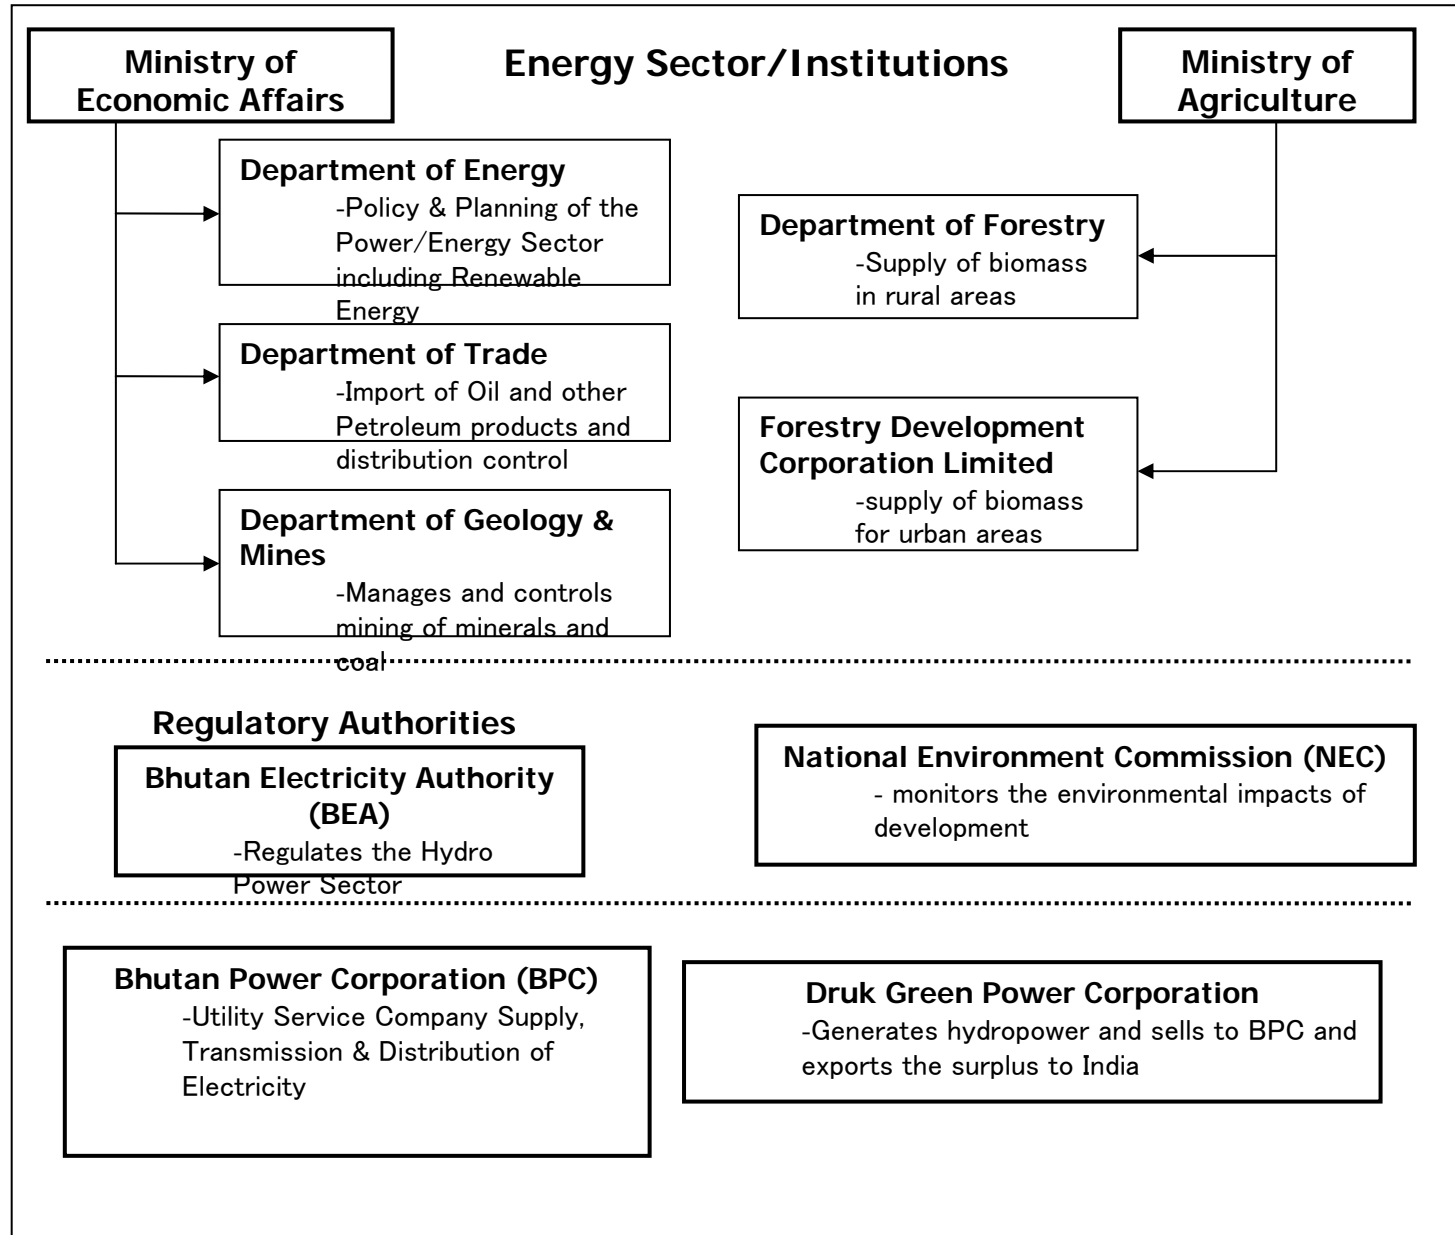 Ministry of
Economic Affairs
Energy Sector/Institutions
Ministry of
Agriculture
Department of Energy
-Policy & Planning of the
Power/Energy Sector
including Renewable
Energy
Department of Trade
-Import of Oil and other
Petroleum products and
distribution control
Department of Geology &
Mines
-Manages and controls
mining of minerals and
coal
Department of Forestry
-Supply of biomass
in rural areas
Forestry Development
Corporation Limited
-supply of biomass
for urban areas
Regulatory Authorities
Bhutan Electricity Authority
(BEA)
-Regulates the Hydro
Power Sector
National Environment Commission (NEC)
- monitors the environmental impacts of
development
Bhutan Power Corporation (BPC)
-Utility Service Company Supply,
Transmission & Distribution of
Electricity
Druk Green Power Corporation
-Generates hydropower and sells to BPC and
exports the surplus to India